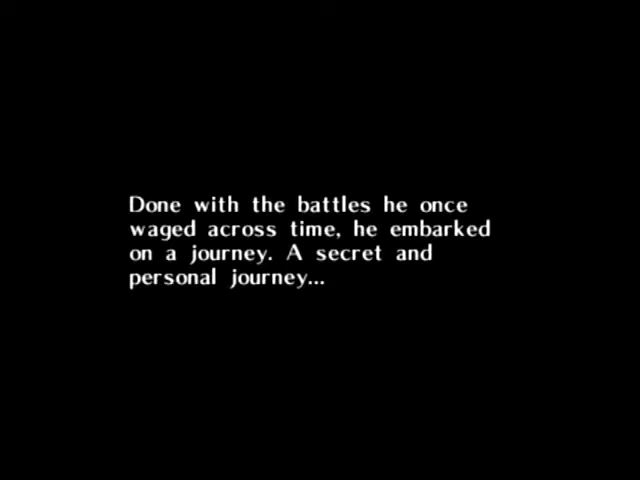 Done with the battles he once
waged across time, he embarked
on a journey. A secret and
personal journey...